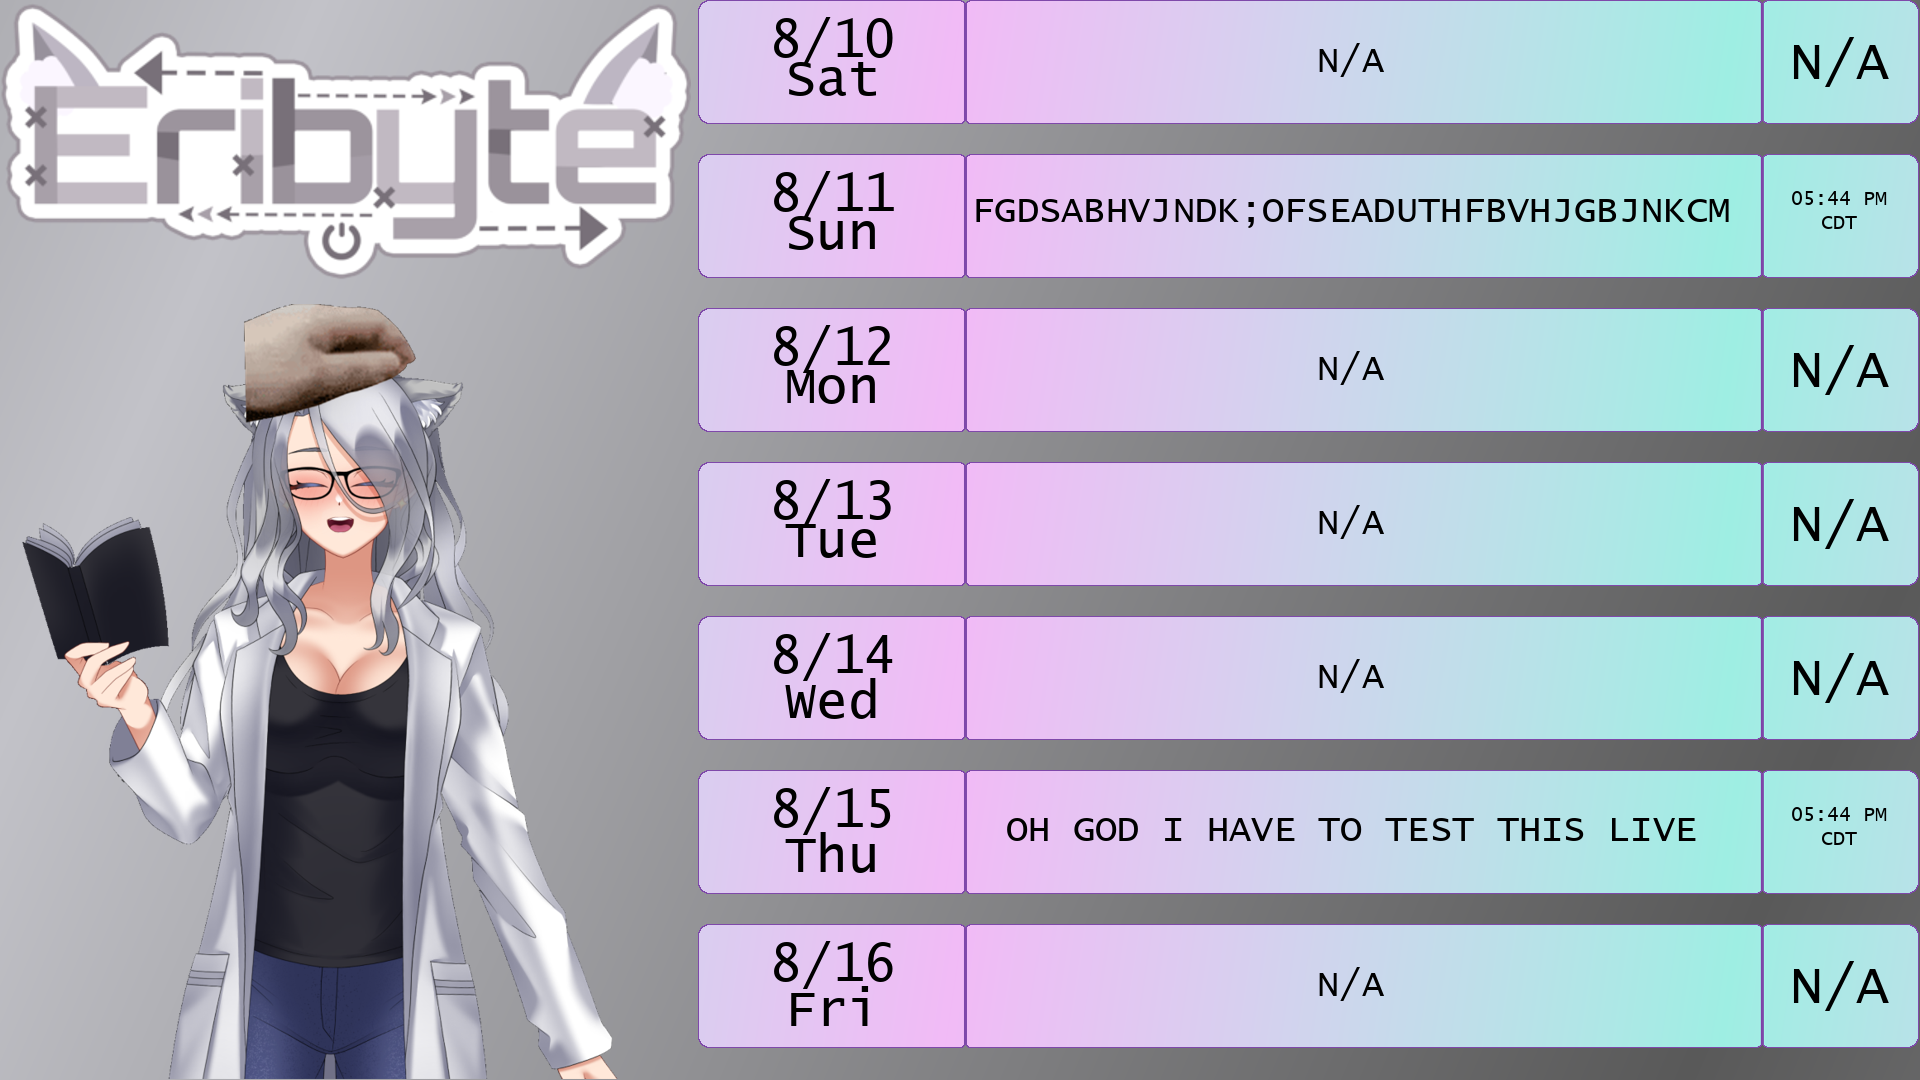 Eribyte
8/10
Sat
N/A
N/A
8/11
Sun
FGDSABHVJNDK;OFSEADUTHFBVHJGBJNKCM
05:44 PM
CDT
8/12
Mon
N/A
N/A
8/13
Tue
N/A
N/A
8/14
Wed
N/A
N/A
8/15
Thu
OH GOD I HAVE TO TEST THIS LIVE
05:44 PM
CDT
8/16
Fri
N/A
N/A